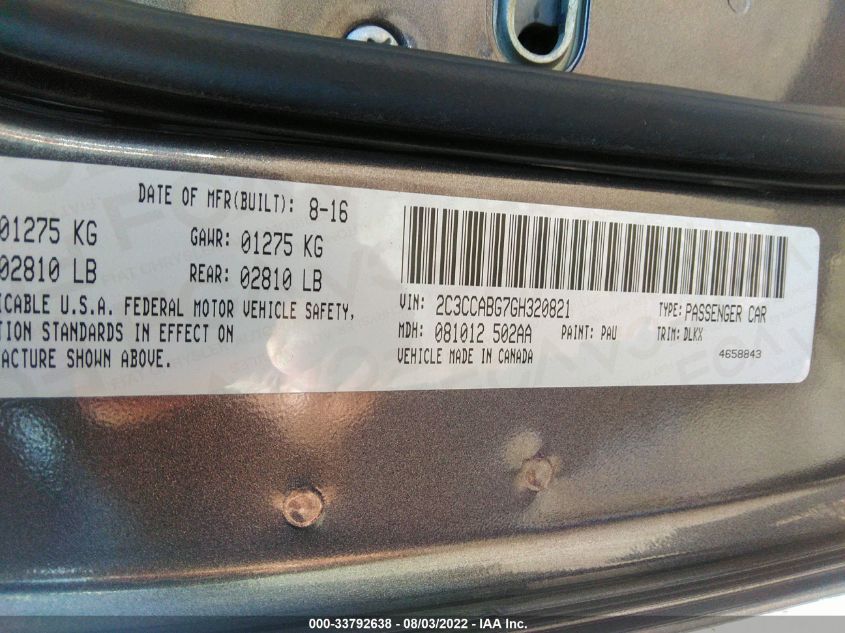 DATE OF MFR(BUILT): 8-16
01275 KG GAWR: 01275 KG
02810 LB REAR: 02810 LB
ICABLE U.S.A. FEDERAL MOTOR VEHICLE SAFETY,
TION STANDARDS IN EFFECT ON
FACTURE SHOWN ABOVE.
VIN: 2C3CCABG7GH320821 TYPE: PASSENGER CAR
MDH: 081012 502AA PAINT: PAU TRIM: DLKX
VEHICLE MADE IN CANADA 4658843
000-33792638 - 08/03/2022 - IAA Inc.